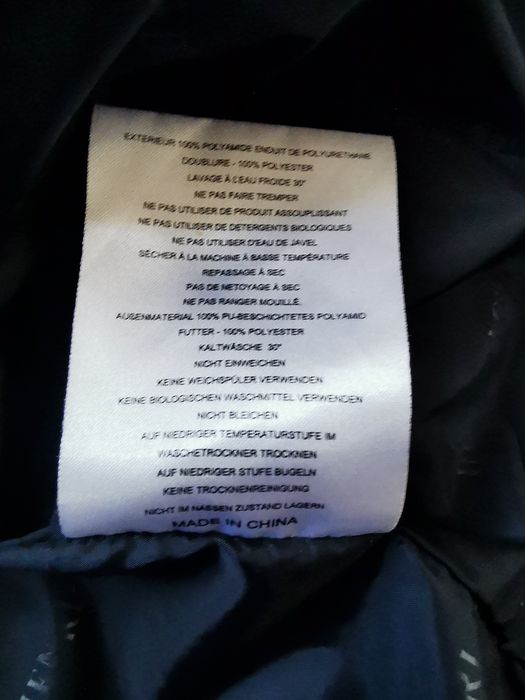 EXTERIEUR 100% POLYAMIDE ENDUIT DE POLYURETHANE
DOUBLURE - 100% POLYESTER
LAVAGE À L'EAU FROIDE 30°
NE PAS FAIRE TREMPER
NE PAS UTILISER DE PRODUIT ASSOUPLISSANT
NE PAS UTILISER DE DETERGENTS BIOLOGIQUES
NE PAS UTILISER D'EAU DE JAVEL
SÉCHER À LA MACHINE À BASSE TEMPÉRATURE
REPASSAGE À SEC
PAS DE NETOYAGE À SEC
NE PAS RANGER MOUILLÉ.
AUßENMATERIAL 100% PU-BESCHICHTETES POLYAMID
FUTTER - 100% POLYESTER
KALTWÄSCHE 30°
NICHT EINWEICHEN
KEINE WEICHSPÜLER VERWENDEN
KEINE BIOLOGISCHEN WASCHMITTEL VERWENDEN
NICHT BLEICHEN
AUF NIEDRIGER TEMPERATURSTUFE IM
WASCHETROCKNER TROCKNEN
AUF NIEDRIGER STUFE BUGELN
KEINE TROCKNENREINIGUNG
NICHT IM NASSEN ZUSTAND LAGERN
MADE IN CHINA